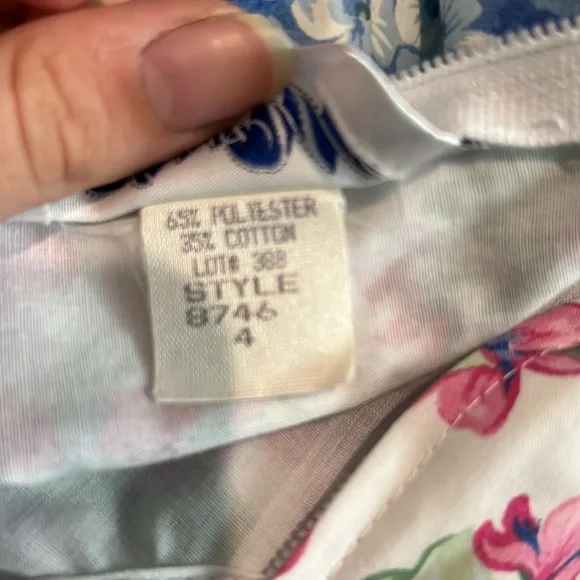 65% POLYESTER
35% COTTON
LOT# 388
STYLE
8746
4